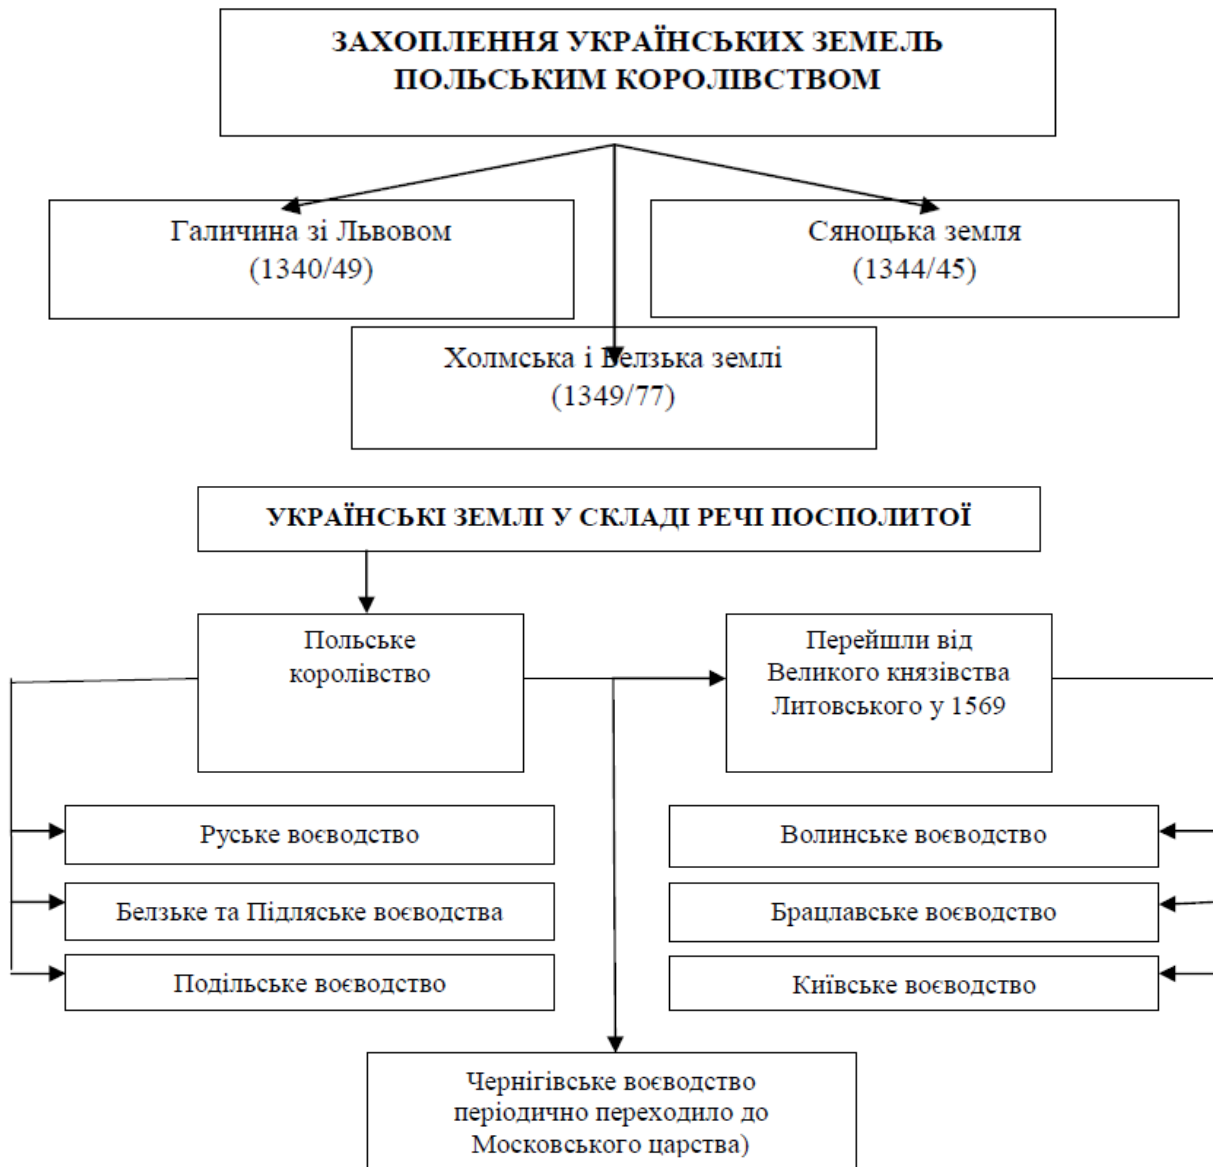 ЗАХОПЛЕННЯ УКРАЇНСЬКИХ ЗЕМЕЛЬ
ПОЛЬСЬКИМ КОРОЛІВСТВОМ
Галичина зі Львовом
(1340/49)
Сяноцька земля
(1344/45)
Холмська і Белзька землі
(1349/77)
УКРАЇНСЬКІ ЗЕМЛІ У СКЛАДІ РЕЧІ ПОСПОЛИТОЇ
Польське
королівство
Перейшли від
Великого князівства
Литовського у 1569
Руське воєводство
Белзьке та Підляське воєводства
Подільське воєводство
Волинське воєводство
Брацлавське воєводство
Київське воєводство
Чернігівське воєводство
періодично переходило до
Московського царства)